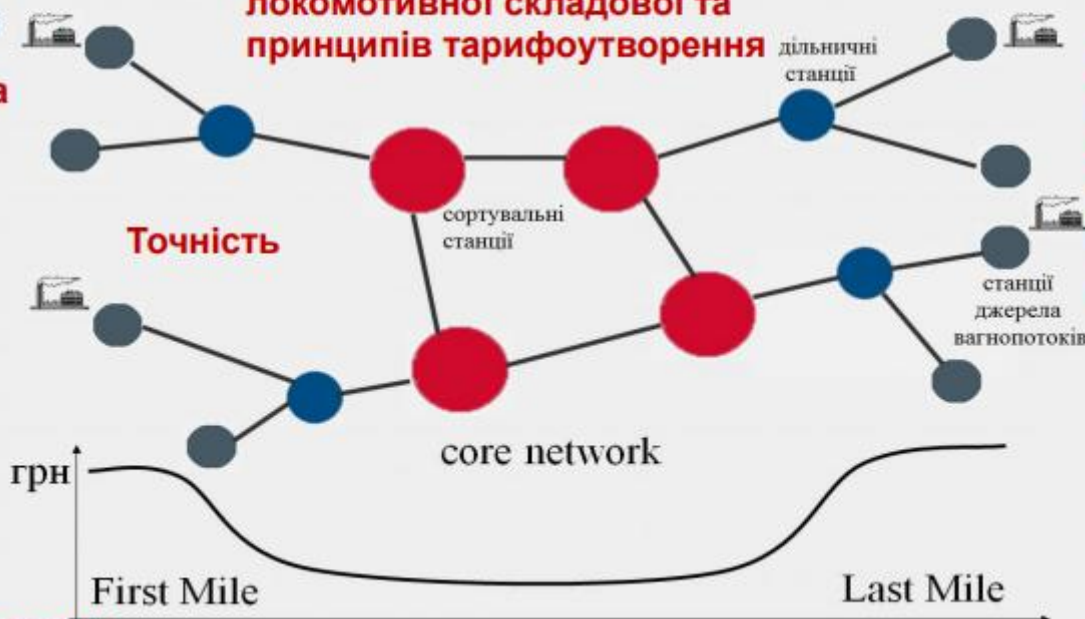 локомотивної складової та
принципів тарифоутворення
дільничні
станції
а
сортувальні
станції
Точність
станції
джерела
вагнопотоків
core network
грн
First Mile
Last Mile